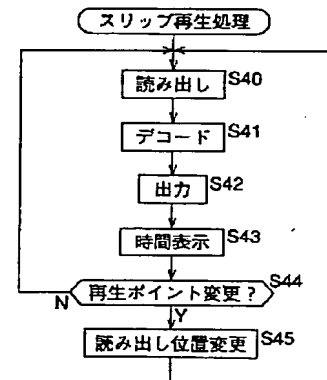 スリップ再生処理
読み出し S40
デコード S41
出力 S42
時間表示 S43
再生ポイント変更? S44
N
Y
読み出し位置変更 S45